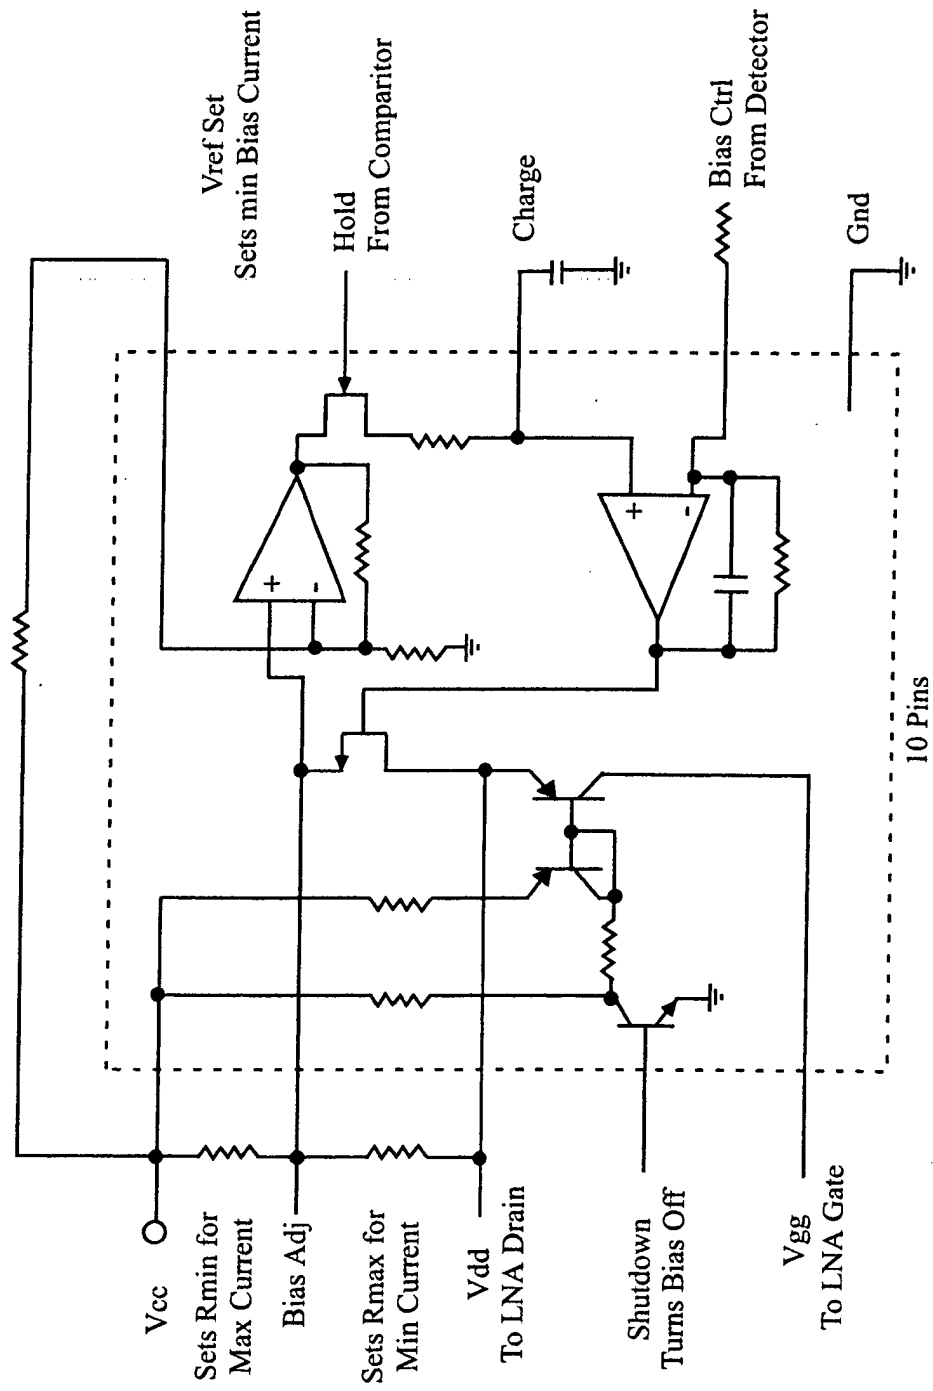 Vcc
Sets Rmin for
Max Current
Bias Adj
Sets Rmax for
Min Current
Vdd
To LNA Drain
Shutdown
Turns Bias Off
Vgg
To LNA Gate
+
-
+
-
Vref Set
Sets min Bias Current
Hold
From Comparitor
Charge
Bias Ctrl
From Detector
Gnd
10 Pins